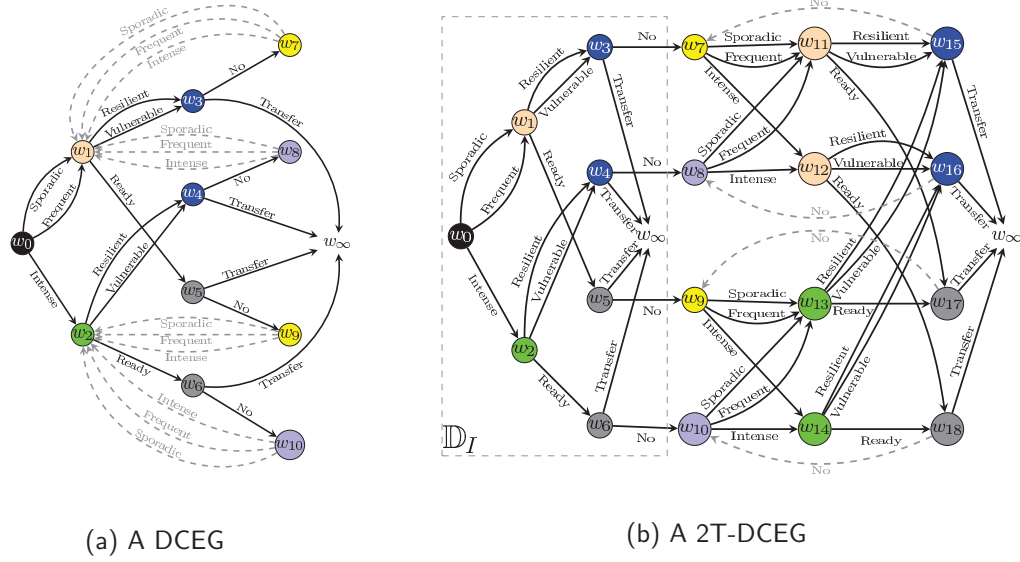 Sporadic
Frequent
Intense
w7
No
w3
Resilient
Vulnerable
Transfer
Sporadic
Frequent
Intense
w1
w8
No
w4
Transfer
Sporadic
Frequent
Ready
Resilient
Vulnerable
w0
w∞
Intense
Transfer
w5
No
Sporadic
Frequent
Intense
w2
w9
Ready
w6
Transfer
No
Intense
Frequent
Sporadic
w10
(a) A DCEG
No
w3
No
w7
Sporadic
Frequent
w11
Resilient
Vulnerable
w15
Resilient
Vulnerable
Transfer
Intense
Ready
Transfer
w1
Sporadic
Frequent
Ready
Sporadic
Frequent
Resilient
Vulnerable
w4
No
w8
Intense
w12
w16
Transfer
No
Ready
Transfer
w0
w∞
No
w∞
Resilient
Vulnerable
Transfer
Resilient
Vulnerable
Transfer
Intense
w5
No
w9
Sporadic
Frequent
w13
Ready
w17
Intense
w2
Ready
Transfer
Sporadic
Frequent
Resilient
Vulnerable
Transfer
w6
No
w10
Intense
w14
Ready
w18
𝔻I
No
(b) A 2T-DCEG